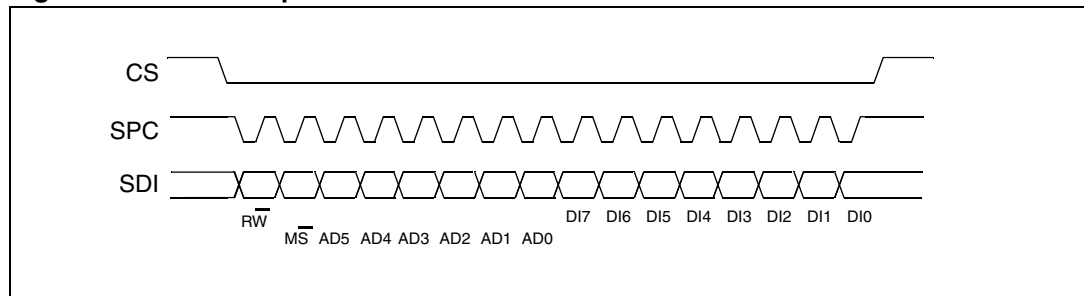 CS
SPC
SDI
RW̅ DI7 DI6 DI5 DI4 DI3 DI2 DI1 DI0
MS̅ AD5 AD4 AD3 AD2 AD1 AD0